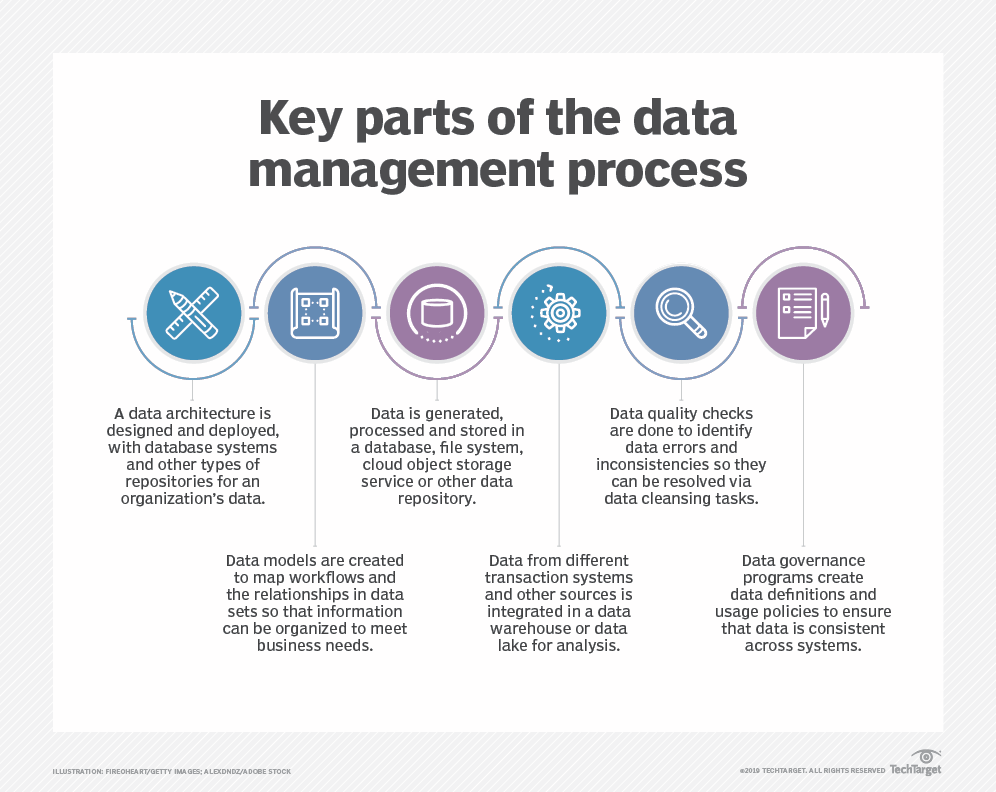 Key parts of the data
management process
A data architecture is
designed and deployed,
with database systems
and other types of
repositories for an
organization's data.
Data models are created
to map workflows and
the relationships in data
sets so that information
can be organized to meet
business needs.
Data is generated,
processed and stored in
a database, file system,
cloud object storage
service or other data
repository.
Data from different
transaction systems
and other sources is
integrated in a data
warehouse or data
lake for analysis.
Data quality checks
are done to identify
data errors and
inconsistencies so they
can be resolved via
data cleansing tasks.
Data governance
programs create
data definitions and
usage policies to ensure
that data is consistent
across systems.
ILLUSTRATION: FIREOHEART/GETTY IMAGES; ALEXDNDZ/ADOBE STOCK
©2019 TECHTARGET. ALL RIGHTS RESERVED
TechTarget